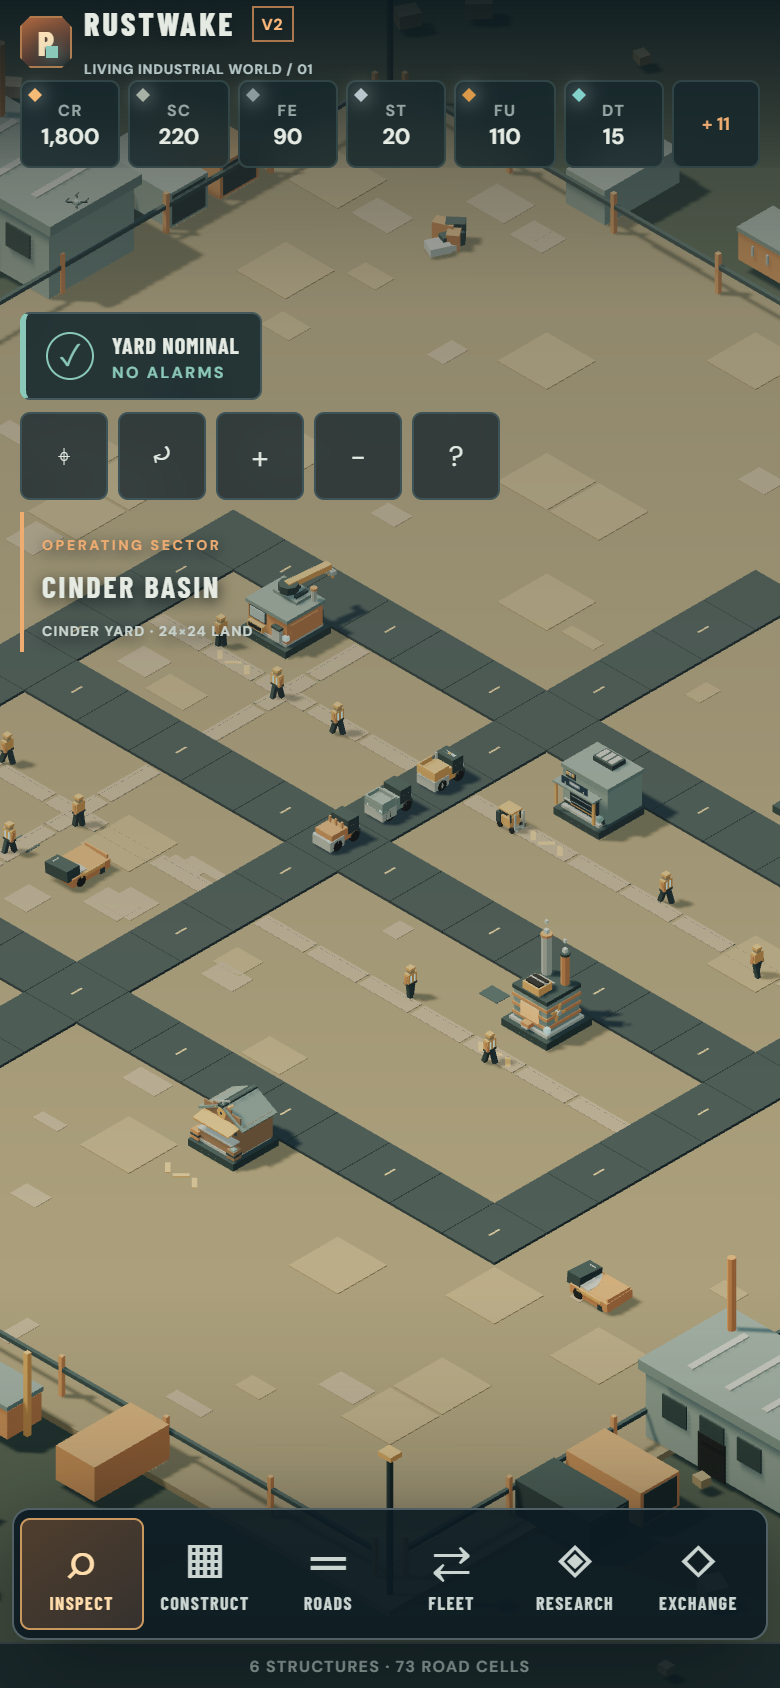 R
RUSTWAKE V2
LIVING INDUSTRIAL WORLD / 01
CR SC FE ST FU DT
1,800 220 90 20 110 15 + 11
YARD NOMINAL
NO ALARMS
+ - ?
OPERATING SECTOR
CINDER BASIN
CINDER YARD · 24×24 LAND
INSPECT CONSTRUCT ROADS FLEET RESEARCH EXCHANGE
6 STRUCTURES · 73 ROAD CELLS